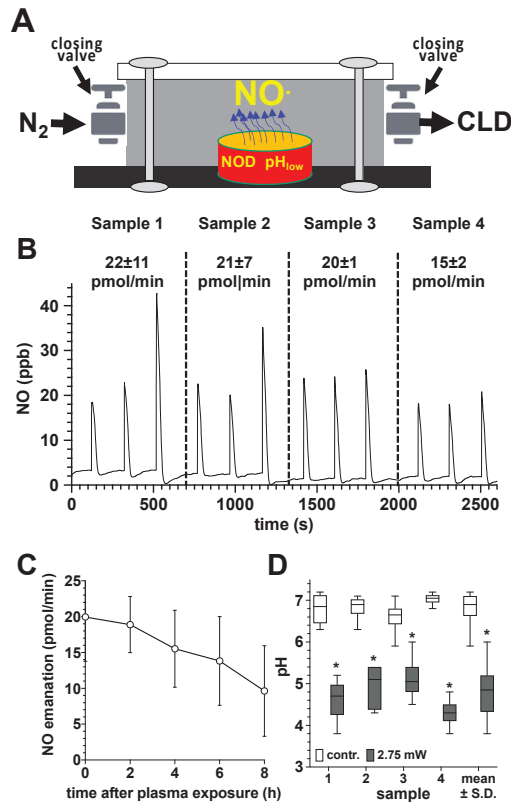 A
closing
valve
closing
valve
NO·
N2
CLD
NOD pHlow
Sample 1 Sample 2 Sample 3 Sample 4
B
22±11
pmol/min
21±7
pmol|min
20±1
pmol/min
15±2
pmol/min
NO (ppb)
40
30
20
10
0
0 500 1000 1500 2000 2500
time (s)
C
NO emanation (pmol/min)
25
20
15
10
5
0
0 2 4 6 8
time after plasma exposure (h)
D
pH
7
6
5
4
3
* * * * *
contr. 2.75 mW
1 2 3 4 mean
± S.D.
sample